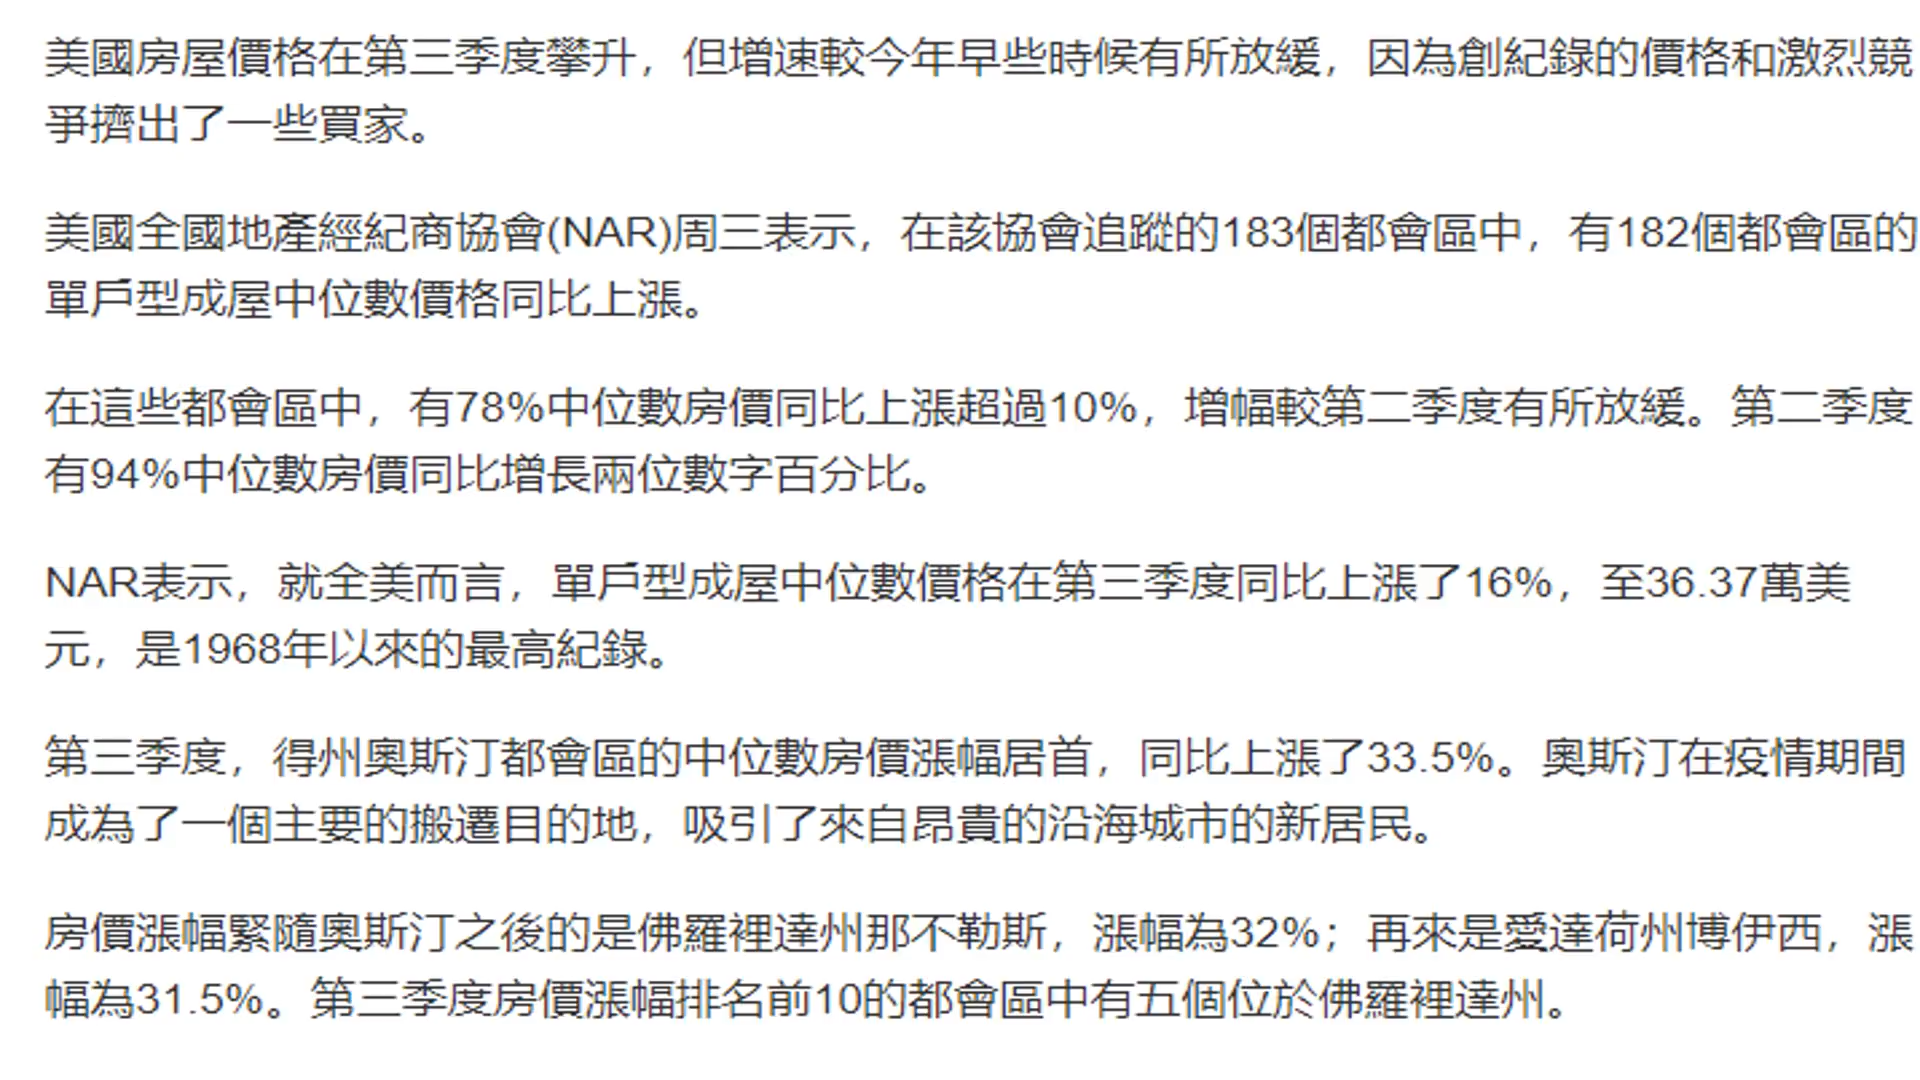 美國房屋價格在第三季度攀升，但增速較今年早些時候有所放緩，因為創紀錄的價格和激烈競
爭擠出了一些買家。
美國全國地產經紀商協會(NAR)周三表示，在該協會追蹤的183個都會區中，有182個都會區的
單戶型成屋中位數價格同比上漲。
在這些都會區中，有78%中位數房價同比上漲超過10%，增幅較第二季度有所放緩。第二季度
有94%中位數房價同比增長兩位數字百分比。
NAR表示，就全美而言，單戶型成屋中位數價格在第三季度同比上漲了16%，至36.37萬美
元，是1968年以來的最高紀錄。
第三季度，得州奧斯汀都會區的中位數房價漲幅居首，同比上漲了33.5%。奧斯汀在疫情期間
成為了一個主要的搬遷目的地，吸引了來自昂貴的沿海城市的新居民。
房價漲幅緊隨奧斯汀之後的是佛羅裡達州那不勒斯，漲幅為32%；再來是愛達荷州博伊西，漲
幅為31.5%。第三季度房價漲幅排名前10的都會區中有五個位於佛羅裡達州。